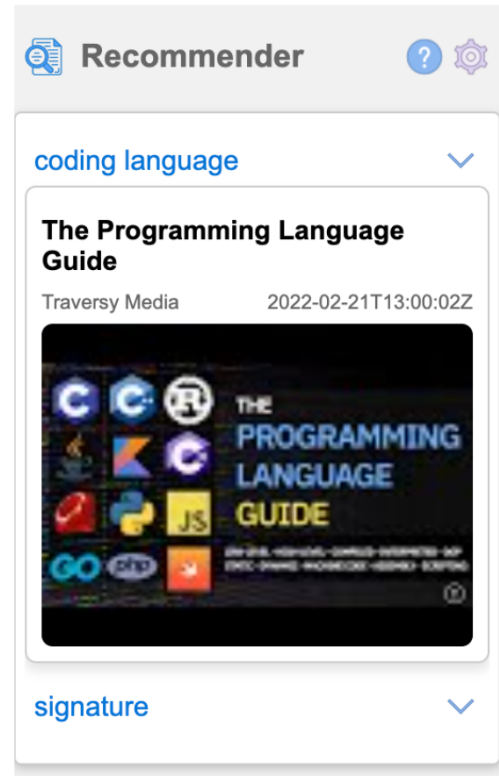 Recommender
?
coding language
The Programming Language
Guide
Traversy Media 2022-02-21T13:00:02Z
C C R
C
JS
GO php
THE
PROGRAMMING
LANGUAGE
GUIDE
signature